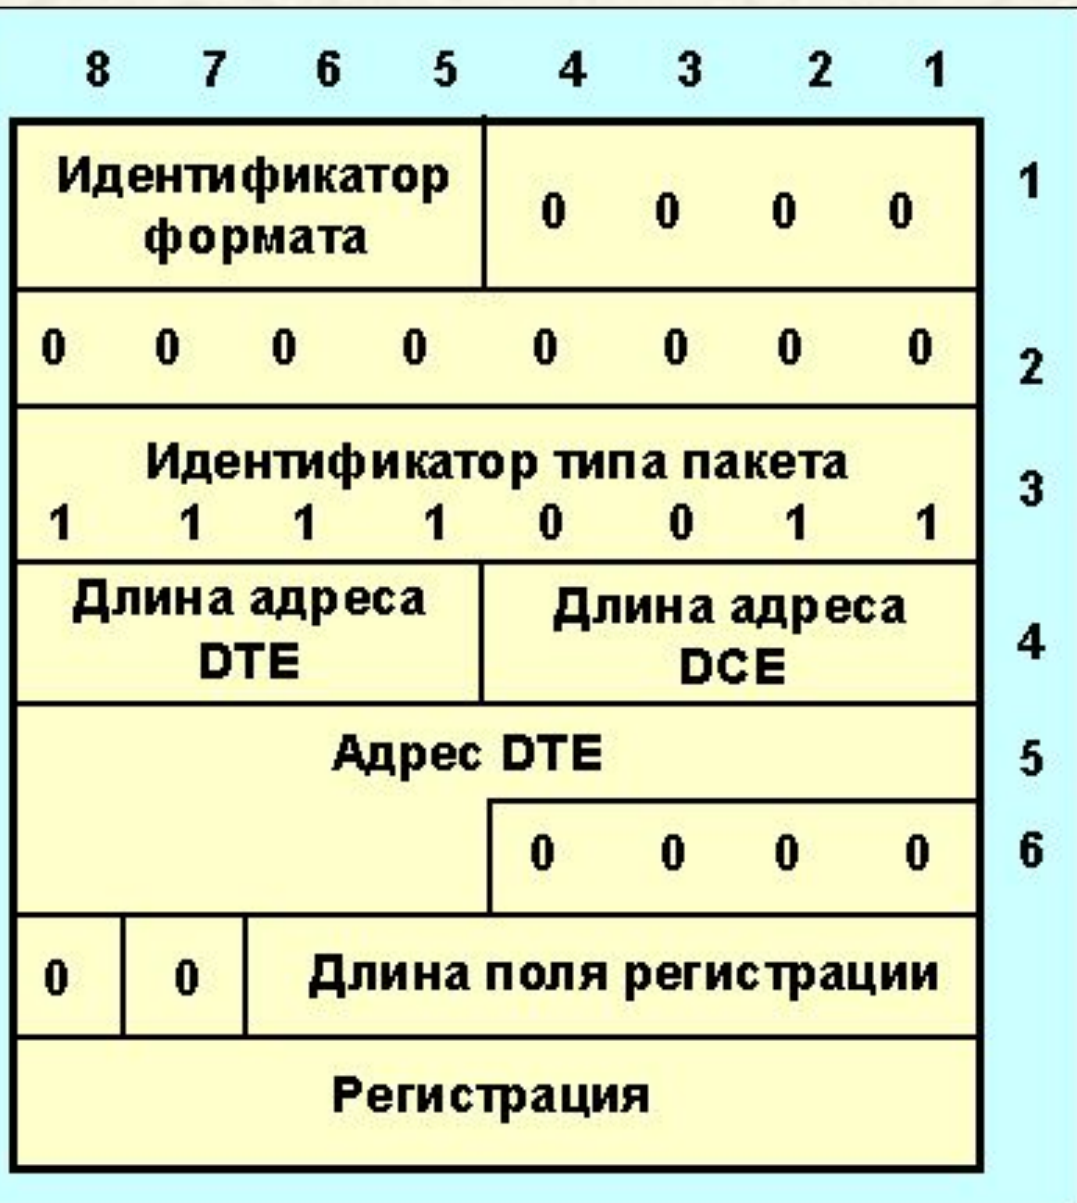 8 7 6 5 4 3 2 1
Идентификатор
формата
0 0 0 0
1
0 0 0 0 0 0 0 0
2
Идентификатор типа пакета
1 1 1 1 0 0 1 1
3
Длина адреса
DTE
Длина адреса
DCE
4
Адрес DTE
5
0 0 0 0
6
0 0 Длина поля регистрации
Регистрация